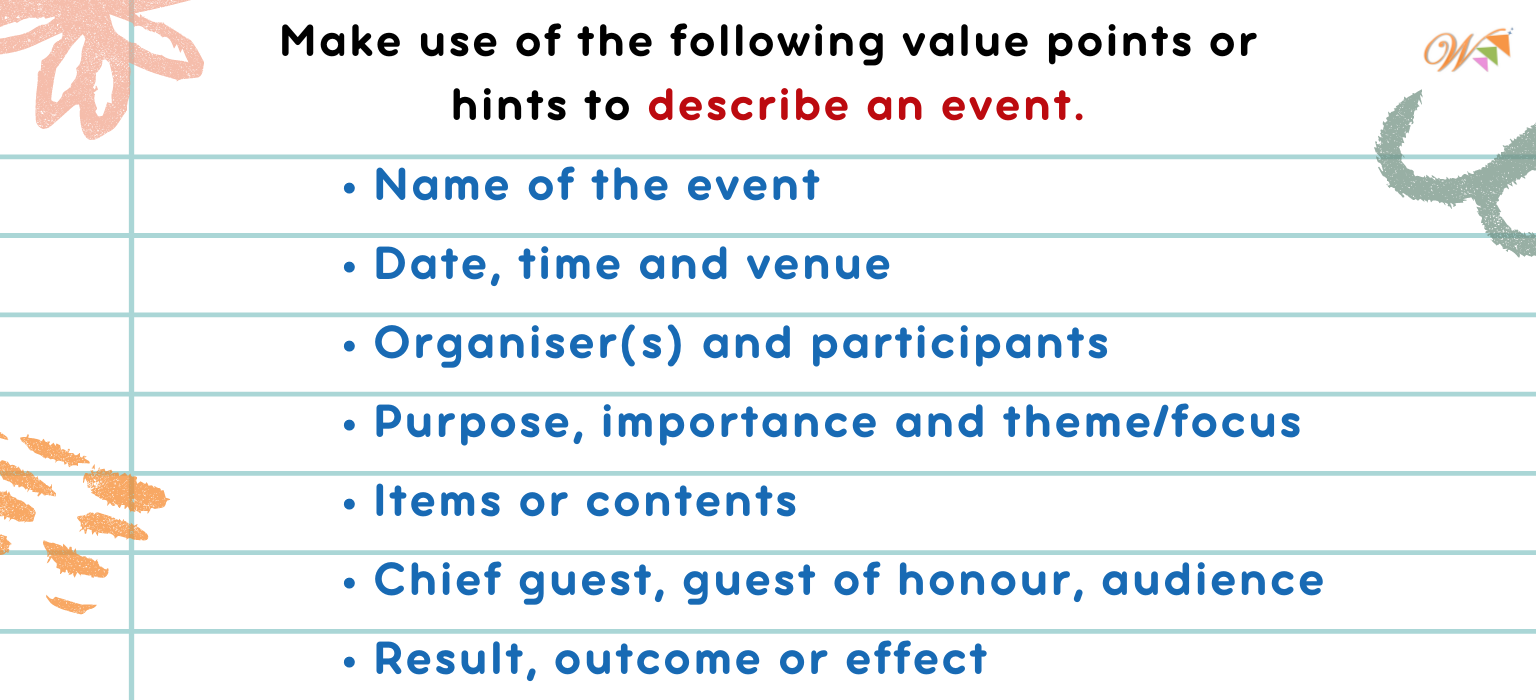 Make use of the following value points or
hints to describe an event.
• Name of the event
• Date, time and venue
• Organiser(s) and participants
• Purpose, importance and theme/focus
• Items or contents
• Chief guest, guest of honour, audience
• Result, outcome or effect